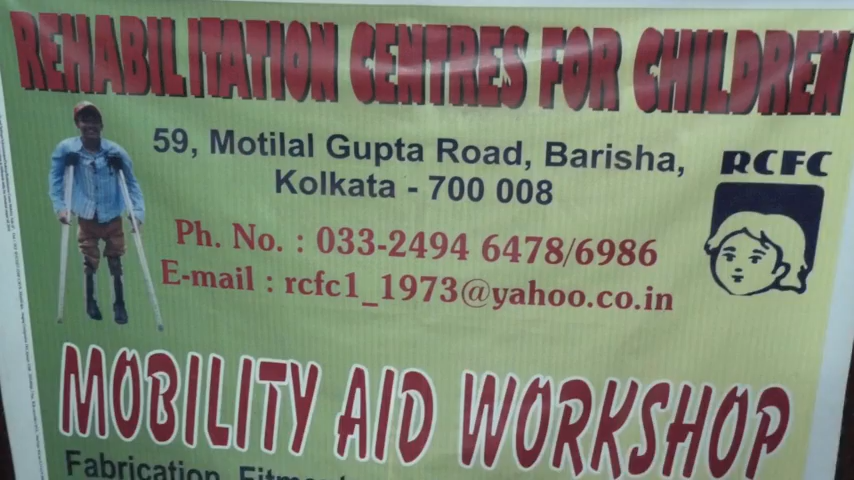 REHABILITATION CENTRES FOR CHILDREN
59, Motilal Gupta Road, Barisha,
Kolkata - 700 008
RCFC
Ph. No. : 033-2494 6478/6986
E-mail : rcfc1_1973@yahoo.co.in
MOBILITY AID WORKSHOP
Fabrication,